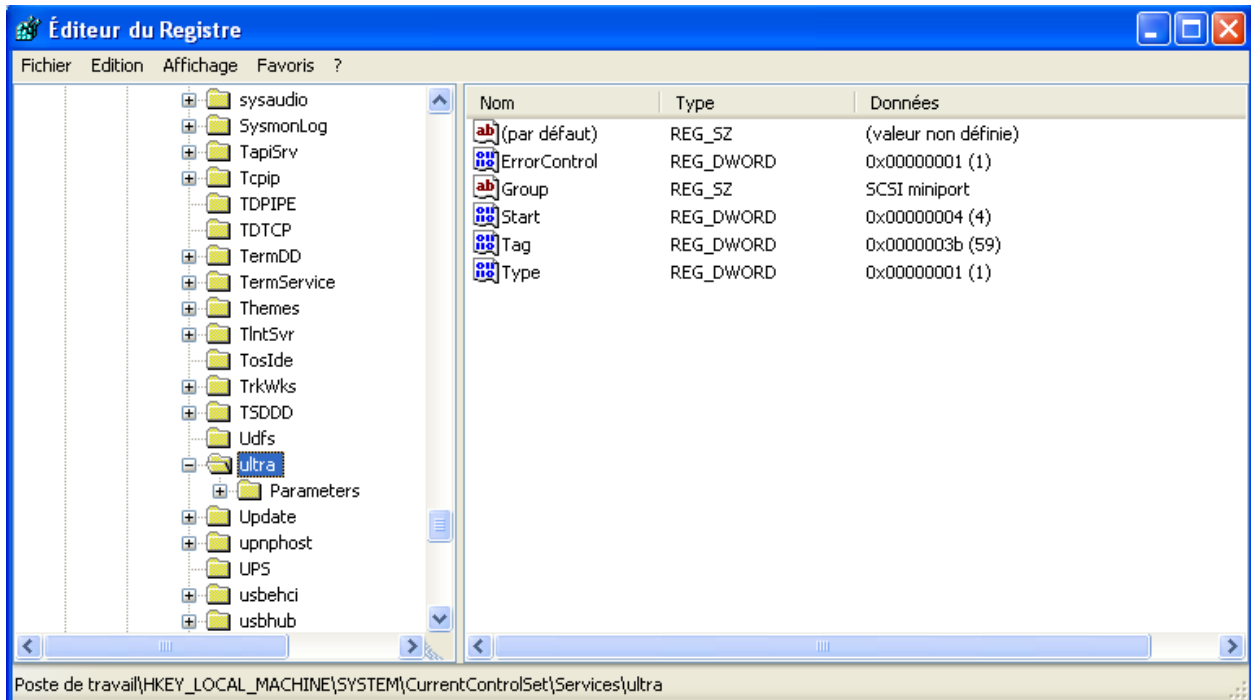 Éditeur du Registre
Fichier Edition Affichage Favoris ?
sysaudio
SysmonLog
TapiSrv
Tcpip
TDPIPE
TDTCP
TermDD
TermService
Themes
TlntSvr
TosIde
TrkWks
TSDDD
Udfs
ultra
Parameters
Update
upnphost
UPS
usbehci
usbhub
Nom Type Données
(par défaut) REG_SZ (valeur non définie)
ErrorControl REG_DWORD 0x00000001 (1)
Group REG_SZ SCSI miniport
Start REG_DWORD 0x00000004 (4)
Tag REG_DWORD 0x0000003b (59)
Type REG_DWORD 0x00000001 (1)
Poste de travail\HKEY_LOCAL_MACHINE\SYSTEM\CurrentControlSet\Services\ultra